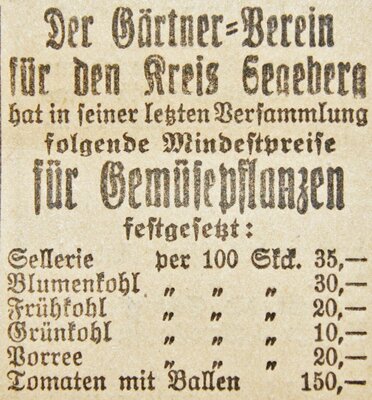 Der Gärtner=Verein
für den Kreis Segeberg
hat in seiner letzten Versammlung
folgende Mindestpreise
für Gemüsepflanzen
festgesetzt:
Sellerie per 100 Stck. 35,—
Blumenkohl „ „ „ 30,—
Frühkohl „ „ „ 20,—
Grünkohl „ „ „ 10,—
Porree „ „ „ 20,—
Tomaten mit Ballen 150,—